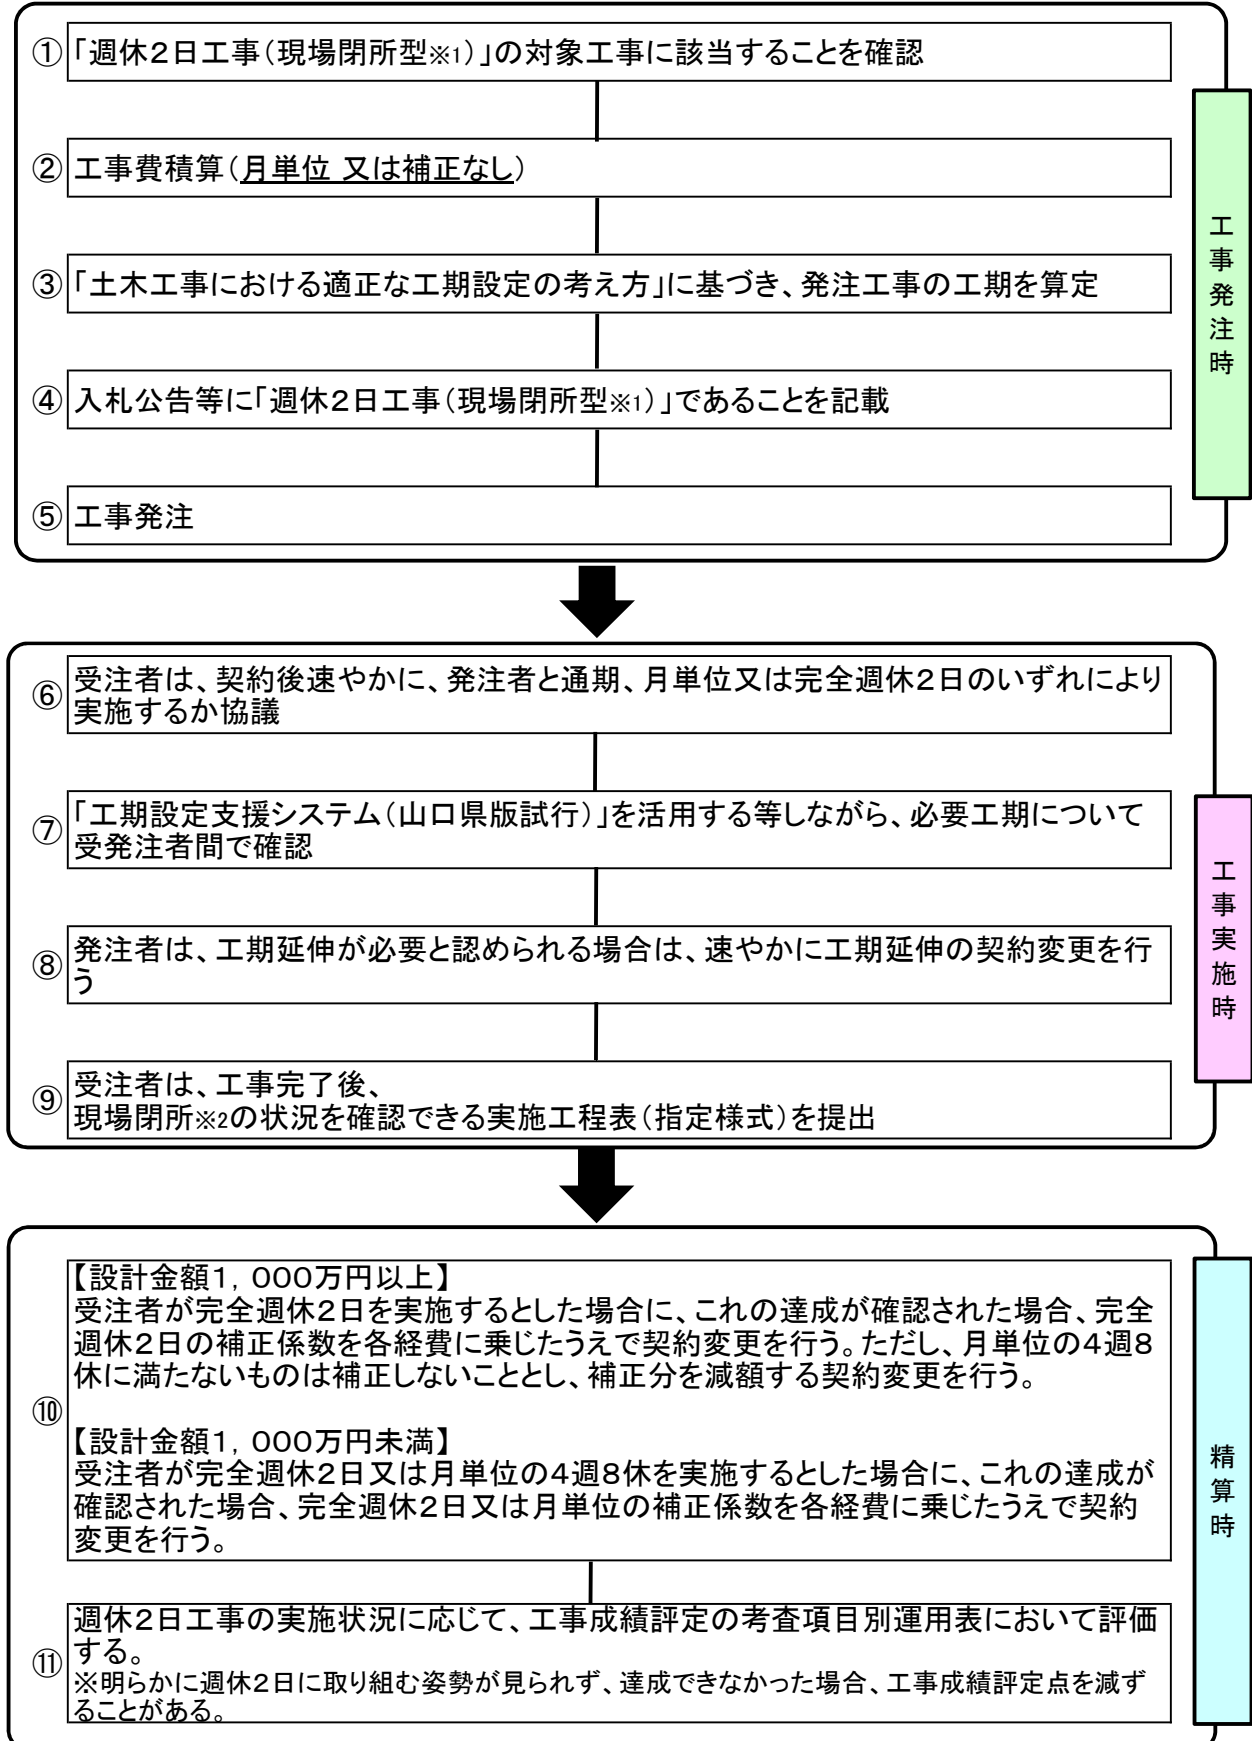 ①「週休２日工事（現場閉所型※1）」の対象工事に該当することを確認
②工事費積算（月単位 又は補正なし）
③「土木工事における適正な工期設定の考え方」に基づき、発注工事の工期を算定
④入札公告等に「週休２日工事（現場閉所型※1）」であることを記載
⑤工事発注
工事発注時
⑥受注者は、契約後速やかに、発注者と通期、月単位又は完全週休２日のいずれにより
実施するか協議
⑦「工期設定支援システム（山口県版試行）」を活用する等しながら、必要工期について
受発注者間で確認
⑧発注者は、工期延伸が必要と認められる場合は、速やかに工期延伸の契約変更を行
う
⑨受注者は、工事完了後、
現場閉所※2の状況を確認できる実施工程表（指定様式）を提出
工事実施時
⑩【設計金額１，０００万円以上】
受注者が完全週休２日を実施するとした場合に、これの達成が確認された場合、完全
週休２日の補正係数を各経費に乗じたうえで契約変更を行う。ただし、月単位の４週８
休に満たないものは補正しないこととし、補正分を減額する契約変更を行う。
【設計金額１，０００万円未満】
受注者が完全週休２日又は月単位の４週８休を実施するとした場合に、これの達成が
確認された場合、完全週休２日又は月単位の補正係数を各経費に乗じたうえで契約
変更を行う。
⑪週休２日工事の実施状況に応じて、工事成績評定の考査項目別運用表において評価
する。
※明らかに週休２日に取り組む姿勢が見られず、達成できなかった場合、工事成績評定点を減ず
ることがある。
精算時